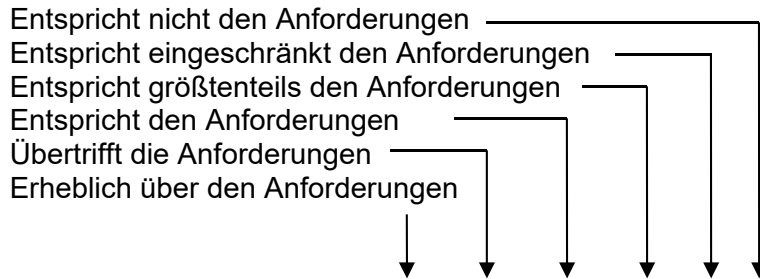 Entspricht nicht den Anforderungen
Entspricht eingeschränkt den Anforderungen
Entspricht größtenteils den Anforderungen
Entspricht den Anforderungen
Übertrifft die Anforderungen
Erheblich über den Anforderungen